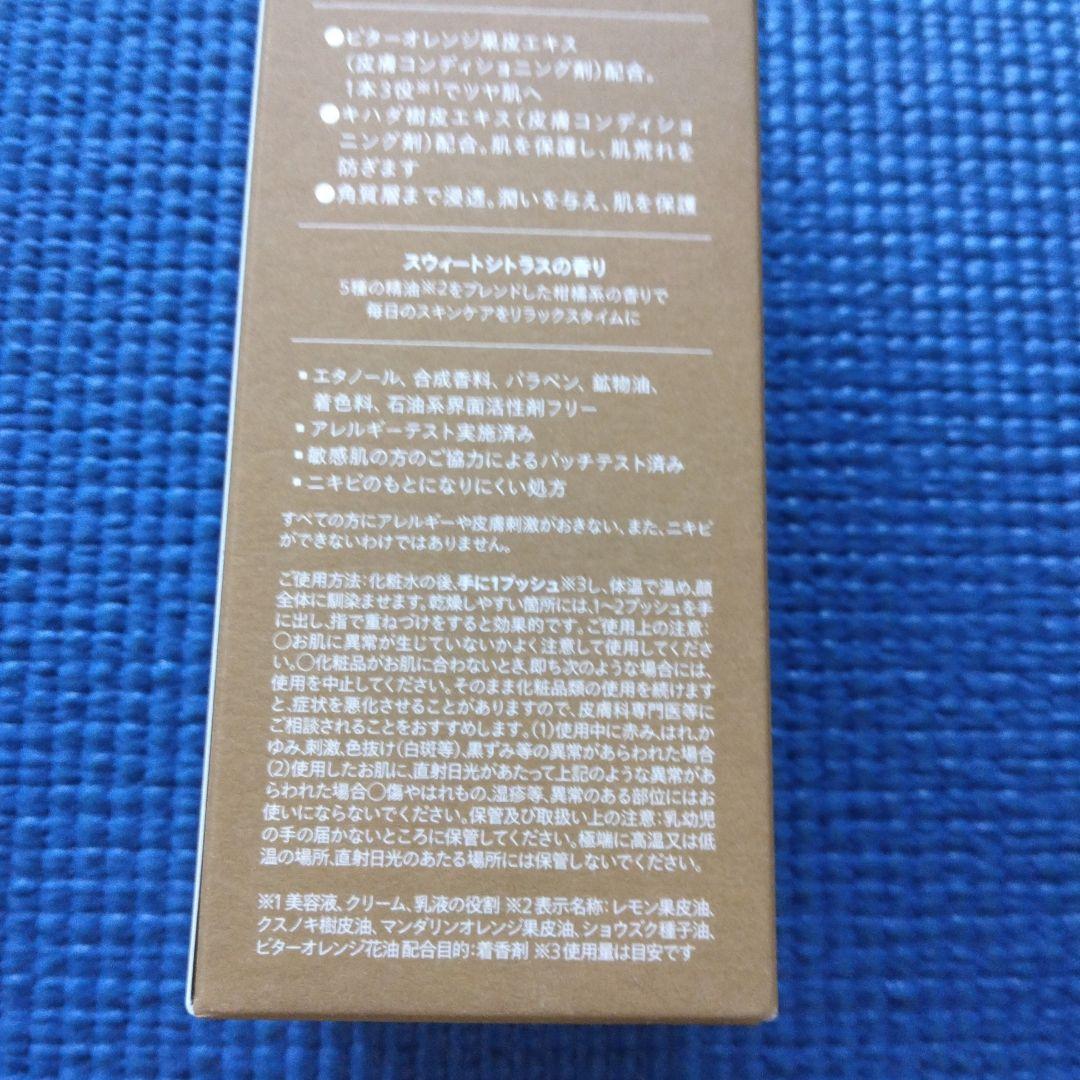 ●ビターオレンジ果皮エキス
(皮膚コンディショニング剤)配合。
1本3役※1でツヤ肌へ
●キハダ樹皮エキス(皮膚コンディショ
ニング剤)配合。肌を保護し、肌荒れを
防ぎます
●角質層まで浸透。潤いを与え、肌を保護
スウィートシトラスの香り
5種の精油※2をブレンドした柑橘系の香りで
毎日のスキンケアをリラックスタイムに
▪エタノール、合成香料、パラベン、鉱物油、
着色料、石油系界面活性剤フリー
▪アレルギーテスト実施済み
▪敏感肌の方のご協力によるパッチテスト済み
▪ニキビのもとになりにくい処方
すべての方にアレルギーや皮膚刺激がおきない、また、ニキビ
ができないわけではありません。
ご使用方法:化粧水の後、手に1プッシュ※3し、体温で温め、顔
全体に馴染ませます。乾燥しやすい箇所には、1~2プッシュを手
に出し、指で重ねづけをすると効果的です。ご使用上の注意:
○お肌に異常が生じていないかよく注意して使用してくださ
い。○化粧品がお肌に合わないとき、即ち次のような場合には、
使用を中止してください。そのまま化粧品類の使用を続けます
と、症状を悪化させることがありますので、皮膚科専門医等に
ご相談されることをおすすめします。(1)使用中に赤み、はれ、か
ゆみ、刺激、色抜け(白斑等)、黒ずみ等の異常があらわれた場合
(2)使用したお肌に、直射日光があたって上記のような異常があ
らわれた場合○傷やはれもの、湿疹等、異常のある部位にはお
使いにならないでください。保管及び取扱い上の注意:乳幼児
の手の届かないところに保管してください。極端に高温又は低
温の場所、直射日光のあたる場所には保管しないでください。
※1 美容液、クリーム、乳液の役割 ※2 表示名称:レモン果皮油、
クスノキ樹皮油、マンダリンオレンジ果皮油、ショウズク種子油、
ビターオレンジ花油 配合目的:着香剤 ※3 使用量は目安です